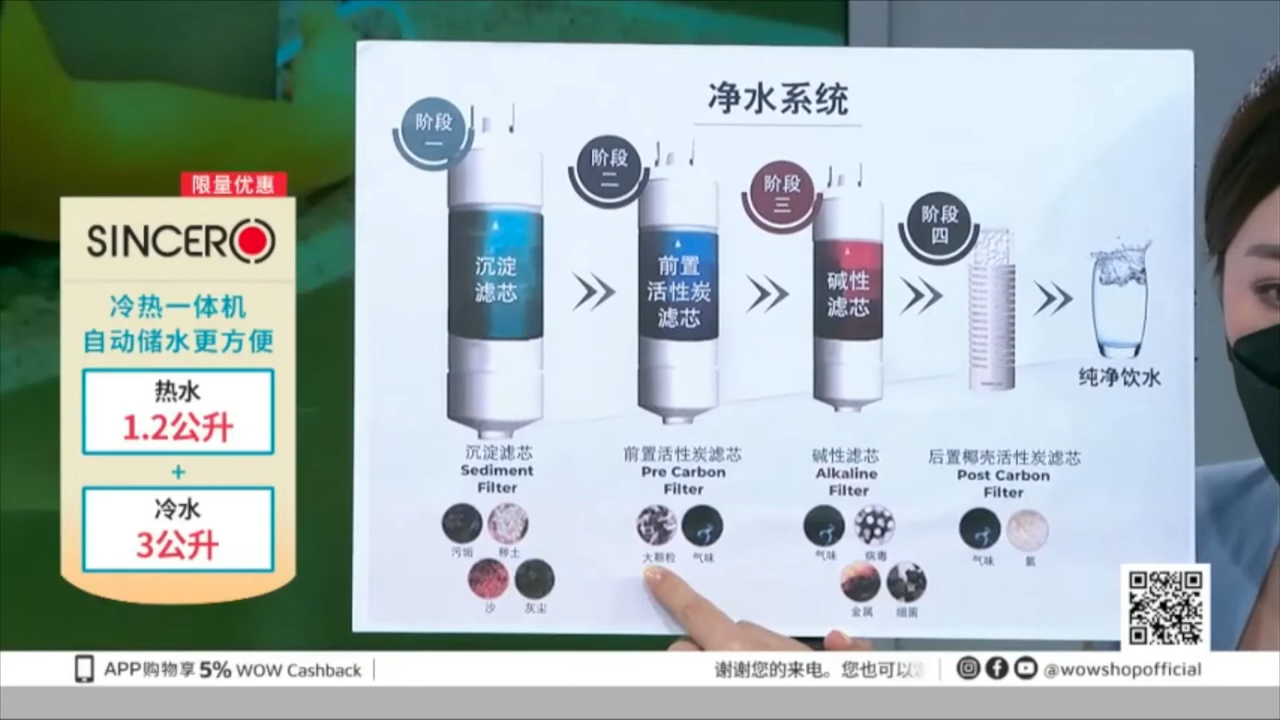 限量优惠
SINCERO
冷热一体机
自动储水更方便
热水
1.2公升
+
冷水
3公升
净水系统
阶段
一
阶段
二
阶段
三
阶段
四
沉淀
滤芯
前置
活性炭
滤芯
碱性
滤芯
纯净饮水
沉淀滤芯
Sediment
Filter
前置活性炭滤芯
Pre Carbon
Filter
碱性滤芯
Alkaline
Filter
后置椰壳活性炭滤芯
Post Carbon
Filter
污垢
沙
灰尘
大颗粒
气味
气味
病毒
金属
细菌
气味
APP购物享5% WOW Cashback
谢谢您的来电。您也可以
@wowshopofficial